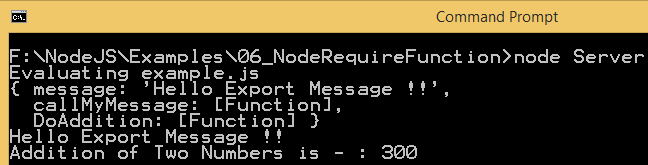 Command Prompt
F:\NodeJS\Examples\06_NodeRequireFunction>node Server
Evaluating example.js
{ message: 'Hello Export Message !!',
  callMyMessage: [Function],
  DoAddition: [Function] }
Hello Export Message !!
Addition of Two Numbers is - : 300